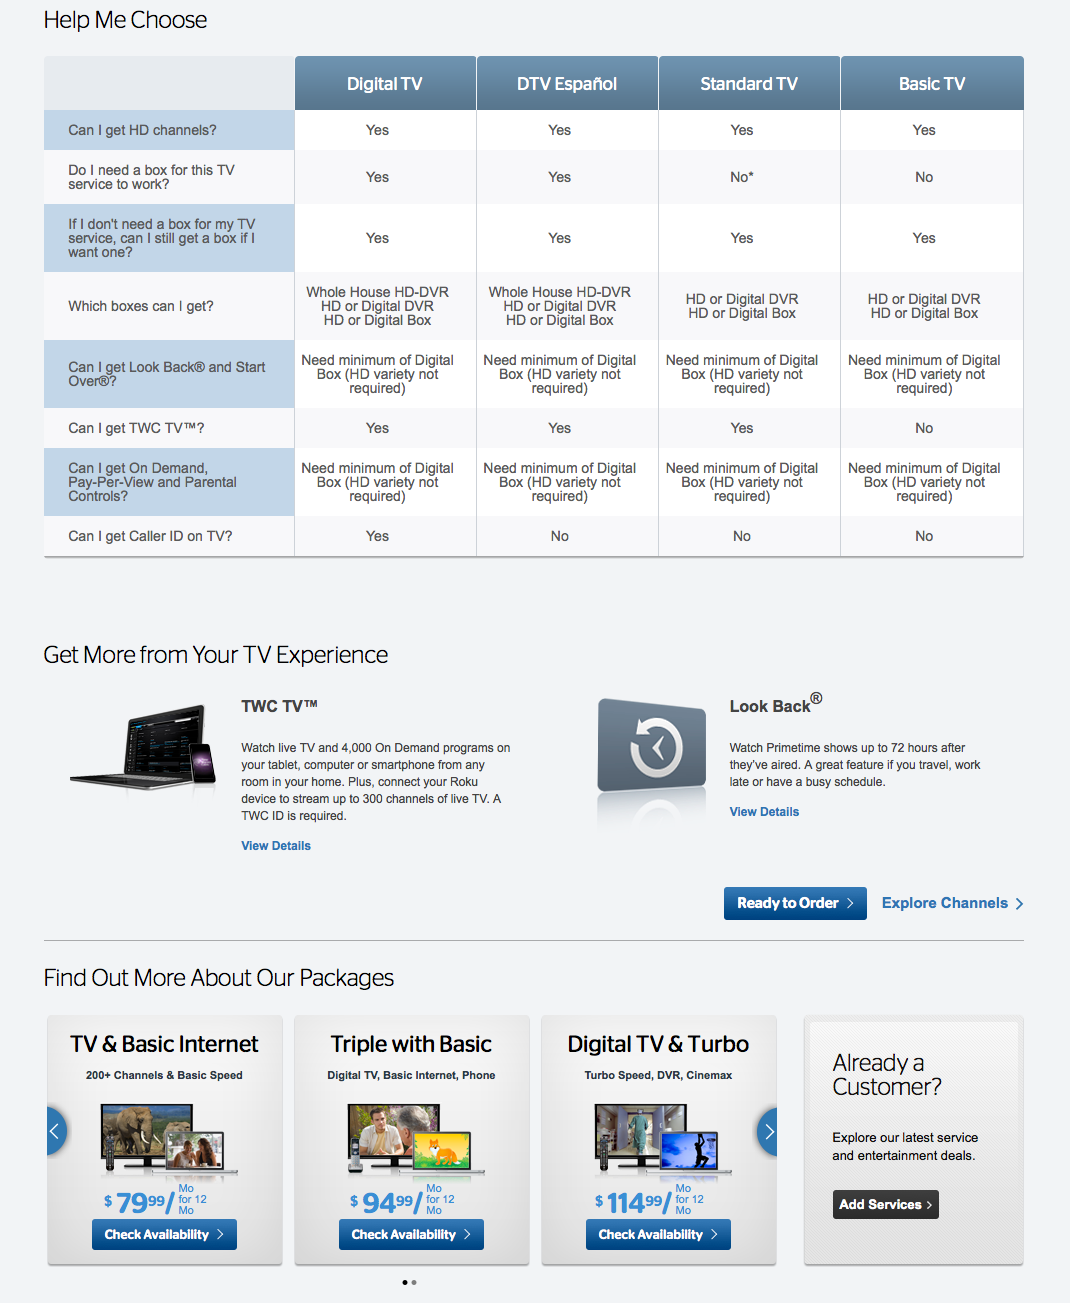 Help Me Choose
Digital TV DTV Español Standard TV Basic TV
Can I get HD channels? Yes Yes Yes Yes
Do I need a box for this TV
service to work?
Yes Yes No* No
If I don't need a box for my TV
service, can I still get a box if I
want one?
Yes Yes Yes Yes
Which boxes can I get?
Whole House HD-DVR
HD or Digital DVR
HD or Digital Box
Whole House HD-DVR
HD or Digital DVR
HD or Digital Box
HD or Digital DVR
HD or Digital Box
HD or Digital DVR
HD or Digital Box
Can I get Look Back® and Start
Over®?
Need minimum of Digital
Box (HD variety not
required)
Need minimum of Digital
Box (HD variety not
required)
Need minimum of Digital
Box (HD variety not
required)
Need minimum of Digital
Box (HD variety not
required)
Can I get TWC TV™? Yes Yes Yes No
Can I get On Demand,
Pay-Per-View and Parental
Controls?
Need minimum of Digital
Box (HD variety not
required)
Need minimum of Digital
Box (HD variety not
required)
Need minimum of Digital
Box (HD variety not
required)
Need minimum of Digital
Box (HD variety not
required)
Can I get Caller ID on TV? Yes No No No
Get More from Your TV Experience
TWC TV™
Watch live TV and 4,000 On Demand programs on
your tablet, computer or smartphone from any
room in your home. Plus, connect your Roku
device to stream up to 300 channels of live TV. A
TWC ID is required.
View Details
Look Back®
Watch Primetime shows up to 72 hours after
they've aired. A great feature if you travel, work
late or have a busy schedule.
View Details
Ready to Order
Explore Channels
Find Out More About Our Packages
TV & Basic Internet
200+ Channels & Basic Speed
$79.99/
Mo
for 12
Mo
Check Availability
Triple with Basic
Digital TV, Basic Internet, Phone
$94.99/
Mo
for 12
Mo
Check Availability
Digital TV & Turbo
Turbo Speed, DVR, Cinemax
$114.99/
Mo
for 12
Mo
Check Availability
Already a
Customer?
Explore our latest service
and entertainment deals.
Add Services